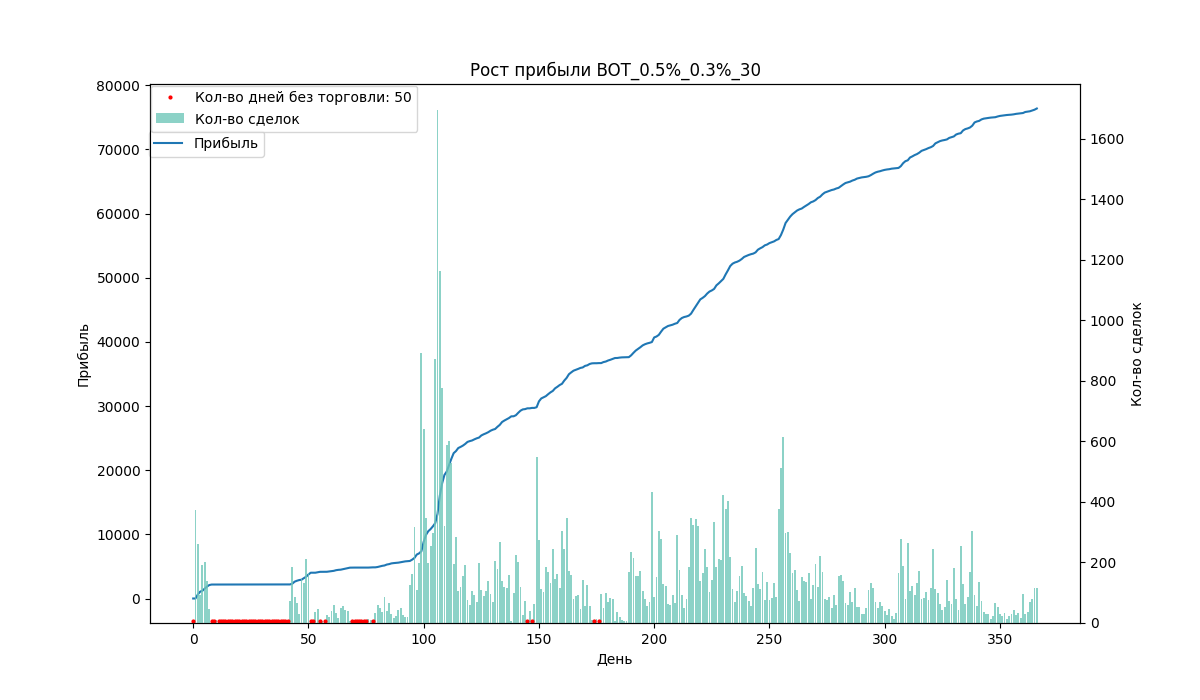 Рост прибыли BOT_0.5%_0.3%_30
Кол-во дней без торговли: 50
Кол-во сделок
Прибыль
80000
70000
60000
50000
40000
30000
20000
10000
0
Прибыль
1600
1400
1200
1000
800
600
400
200
0
Кол-во сделок
0 50 100 150 200 250 300 350
День